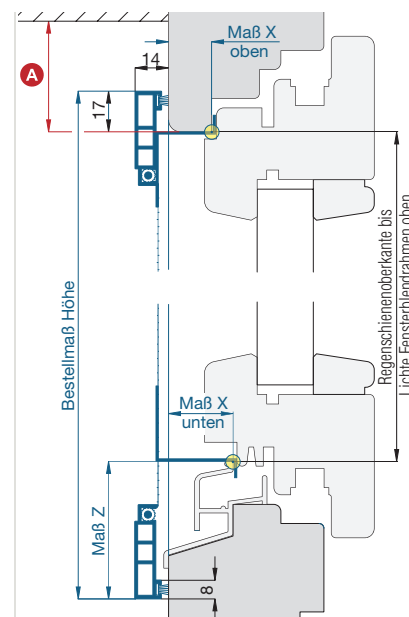 Maß X
oben
14
A
17
Bestellmaß Höhe
Regenschienenoberkante bis
Lichte Fensterblendrahmen oben
Maß X
unten
Maß Z
8